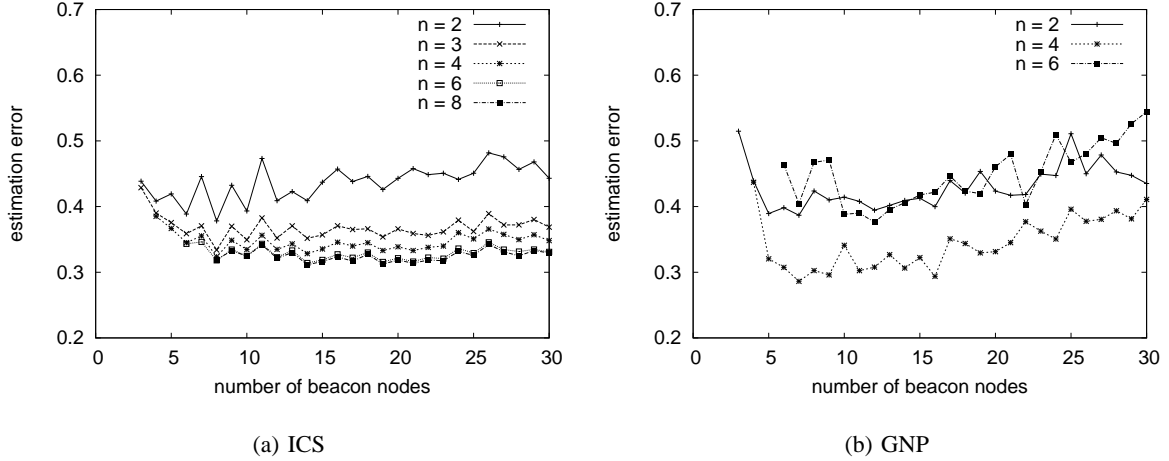 0.7
0.6
0.5
0.4
0.3
0.2
estimation error
0 5 10 15 20 25 30
number of beacon nodes
n = 2
n = 3
n = 4
n = 6
n = 8
(a) ICS
0.7
0.6
0.5
0.4
0.3
0.2
estimation error
0 5 10 15 20 25 30
number of beacon nodes
n = 2
n = 4
n = 6
(b) GNP